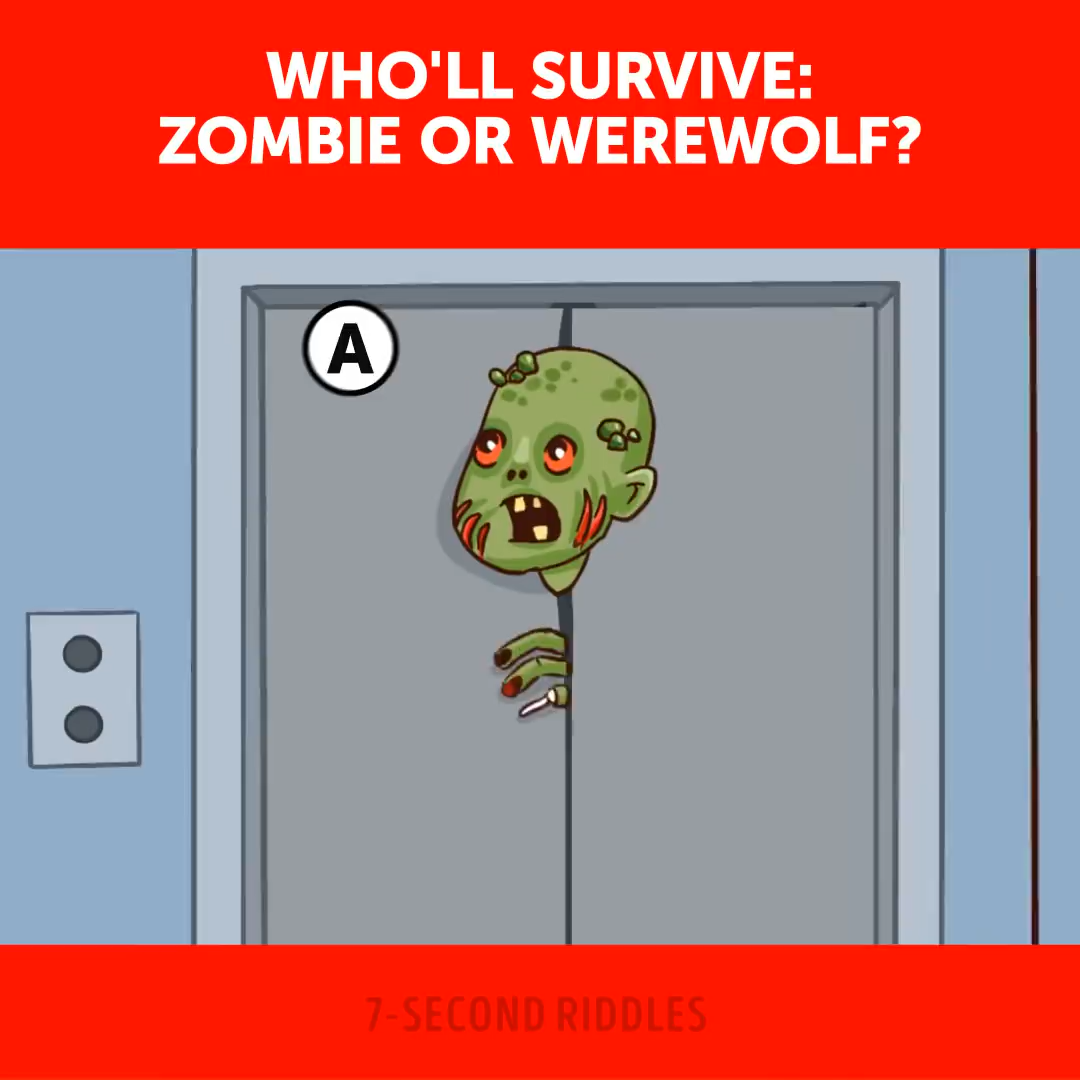 WHO'LL SURVIVE:
ZOMBIE OR WEREWOLF?
A
7-SECOND RIDDLES